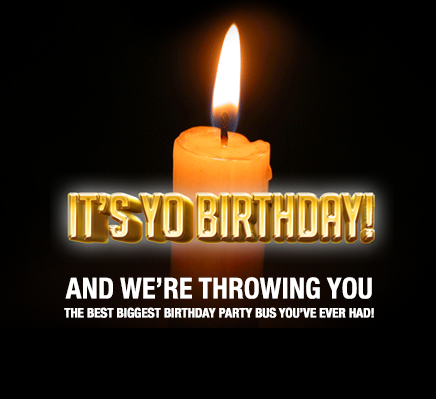 IT'S YO BIRTHDAY!
AND WE'RE THROWING YOU
THE BEST BIGGEST BIRTHDAY PARTY BUS YOU'VE EVER HAD!